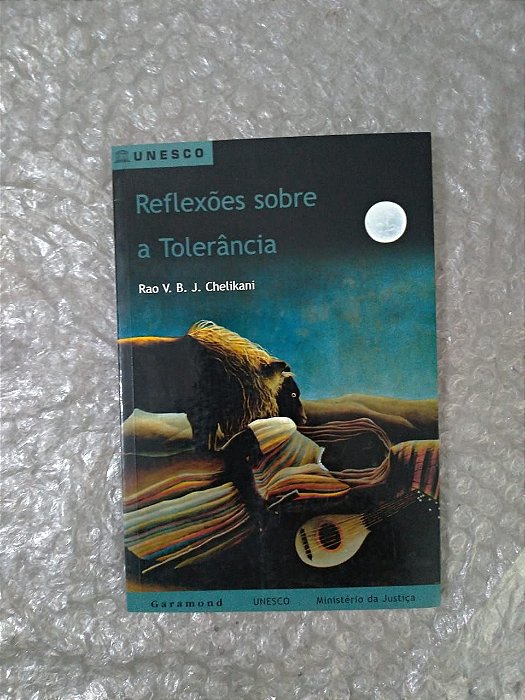 UNESCO
Reflexões sobre
a Tolerância
Rao V. B. J. Chelikani
Garamond UNESCO Ministério da Justiça